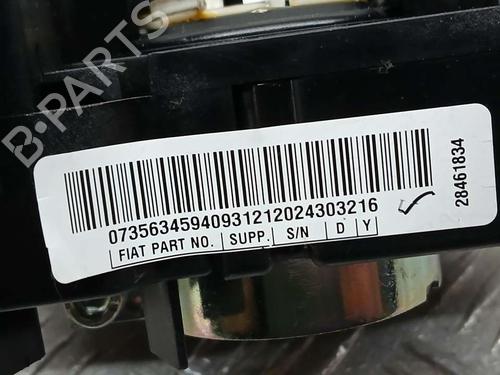 B-PARTS
07356345940931212024303216
FIAT PART NO. SUPP. S/N D Y
28461834